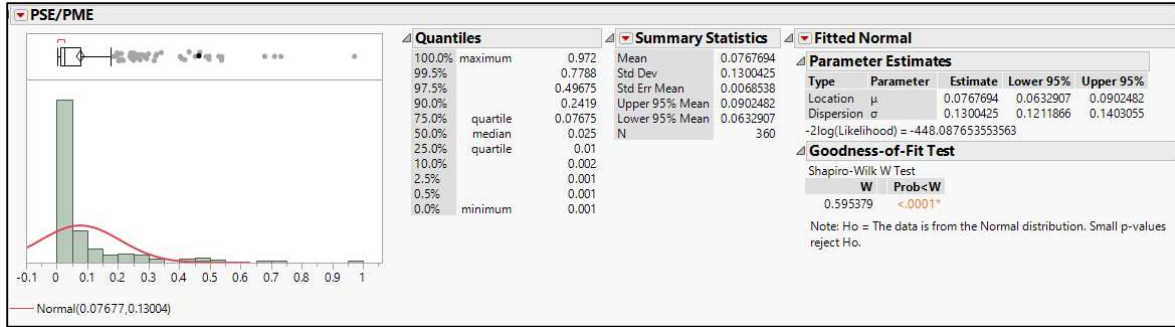 PSE/PME
-0.1 0 0.1 0.2 0.3 0.4 0.5 0.6 0.7 0.8 0.9 1
Normal(0.07677,0.13004)
Quantiles
100.0% maximum 0.972
99.5% 0.7788
97.5% 0.49675
90.0% 0.2419
75.0% quartile 0.07675
50.0% median 0.025
25.0% quartile 0.01
10.0% 0.002
2.5% 0.001
0.5% 0.001
0.0% minimum 0.001
Summary Statistics
Mean 0.0767694
Std Dev 0.1300425
Std Err Mean 0.0068538
Upper 95% Mean 0.0902482
Lower 95% Mean 0.0632907
N 360
Fitted Normal
Parameter Estimates
Type Parameter Estimate Lower 95% Upper 95%
Location μ 0.0767694 0.0632907 0.0902482
Dispersion σ 0.1300425 0.1211866 0.1403055
-2log(Likelihood) = -448.087653553563
Goodness-of-Fit Test
Shapiro-Wilk W Test
W Prob<W
0.595379 <.0001*
Note: Ho = The data is from the Normal distribution. Small p-values
reject Ho.